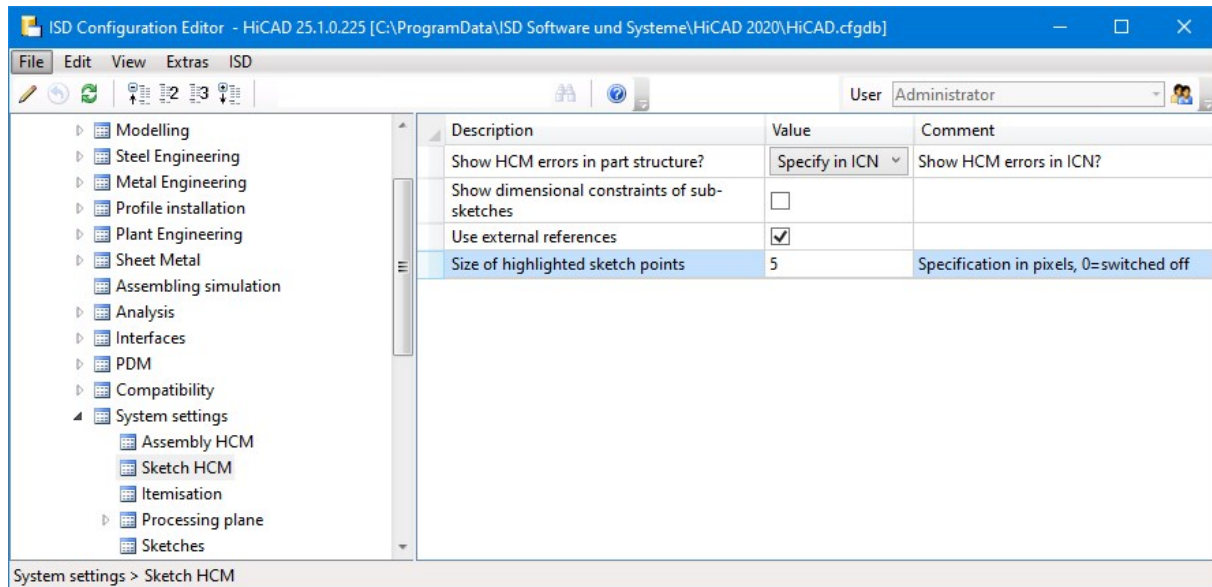 ISD Configuration Editor - HiCAD 25.1.0.225 [C:\ProgramData\ISD Software und Systeme\HiCAD 2020\HiCAD.cfgdb]
File Edit View Extras ISD
2 3 User Administrator
Modelling
Steel Engineering
Metal Engineering
Profile installation
Plant Engineering
Sheet Metal
Assembling simulation
Analysis
Interfaces
PDM
Compatibility
System settings
Assembly HCM
Sketch HCM
Itemisation
Processing plane
Sketches
Description Value Comment
Show HCM errors in part structure? Specify in ICN Show HCM errors in ICN?
Show dimensional constraints of sub-
sketches
Use external references
Size of highlighted sketch points 5 Specification in pixels, 0=switched off
System settings > Sketch HCM